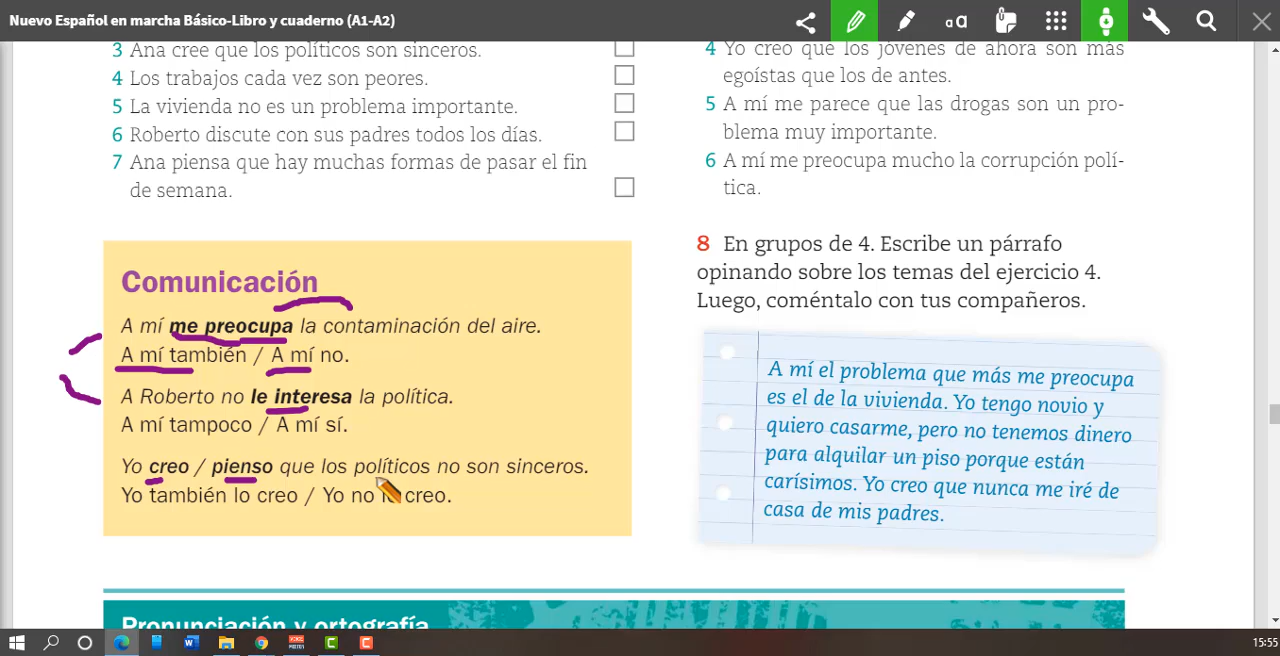 Nuevo Español en marcha Básico-Libro y cuaderno (A1-A2)
aA
3 Ana cree que los políticos son sinceros.
4 Los trabajos cada vez son peores.
5 La vivienda no es un problema importante.
6 Roberto discute con sus padres todos los días.
7 Ana piensa que hay muchas formas de pasar el fin
de semana.
Comunicación
A mí me preocupa la contaminación del aire.
A mí también / A mí no.
A Roberto no le interesa la política.
A mí tampoco / A mí sí.
Yo creo / pienso que los políticos no son sinceros.
Yo también lo creo / Yo no creo.
4 Yo creo que los jóvenes de ahora son más
egoístas que los de antes.
5 A mí me parece que las drogas son un pro-
blema muy importante.
6 A mí me preocupa mucho la corrupción polí-
tica.
8 En grupos de 4. Escribe un párrafo
opinando sobre los temas del ejercicio 4.
Luego, coméntalo con tus compañeros.
A mí el problema que más me preocupa
es el de la vivienda. Yo tengo novio y
quiero casarme, pero no tenemos dinero
para alquilar un piso porque están
carísimos. Yo creo que nunca me iré de
casa de mis padres.
Pronunciación y ortografía
15:55